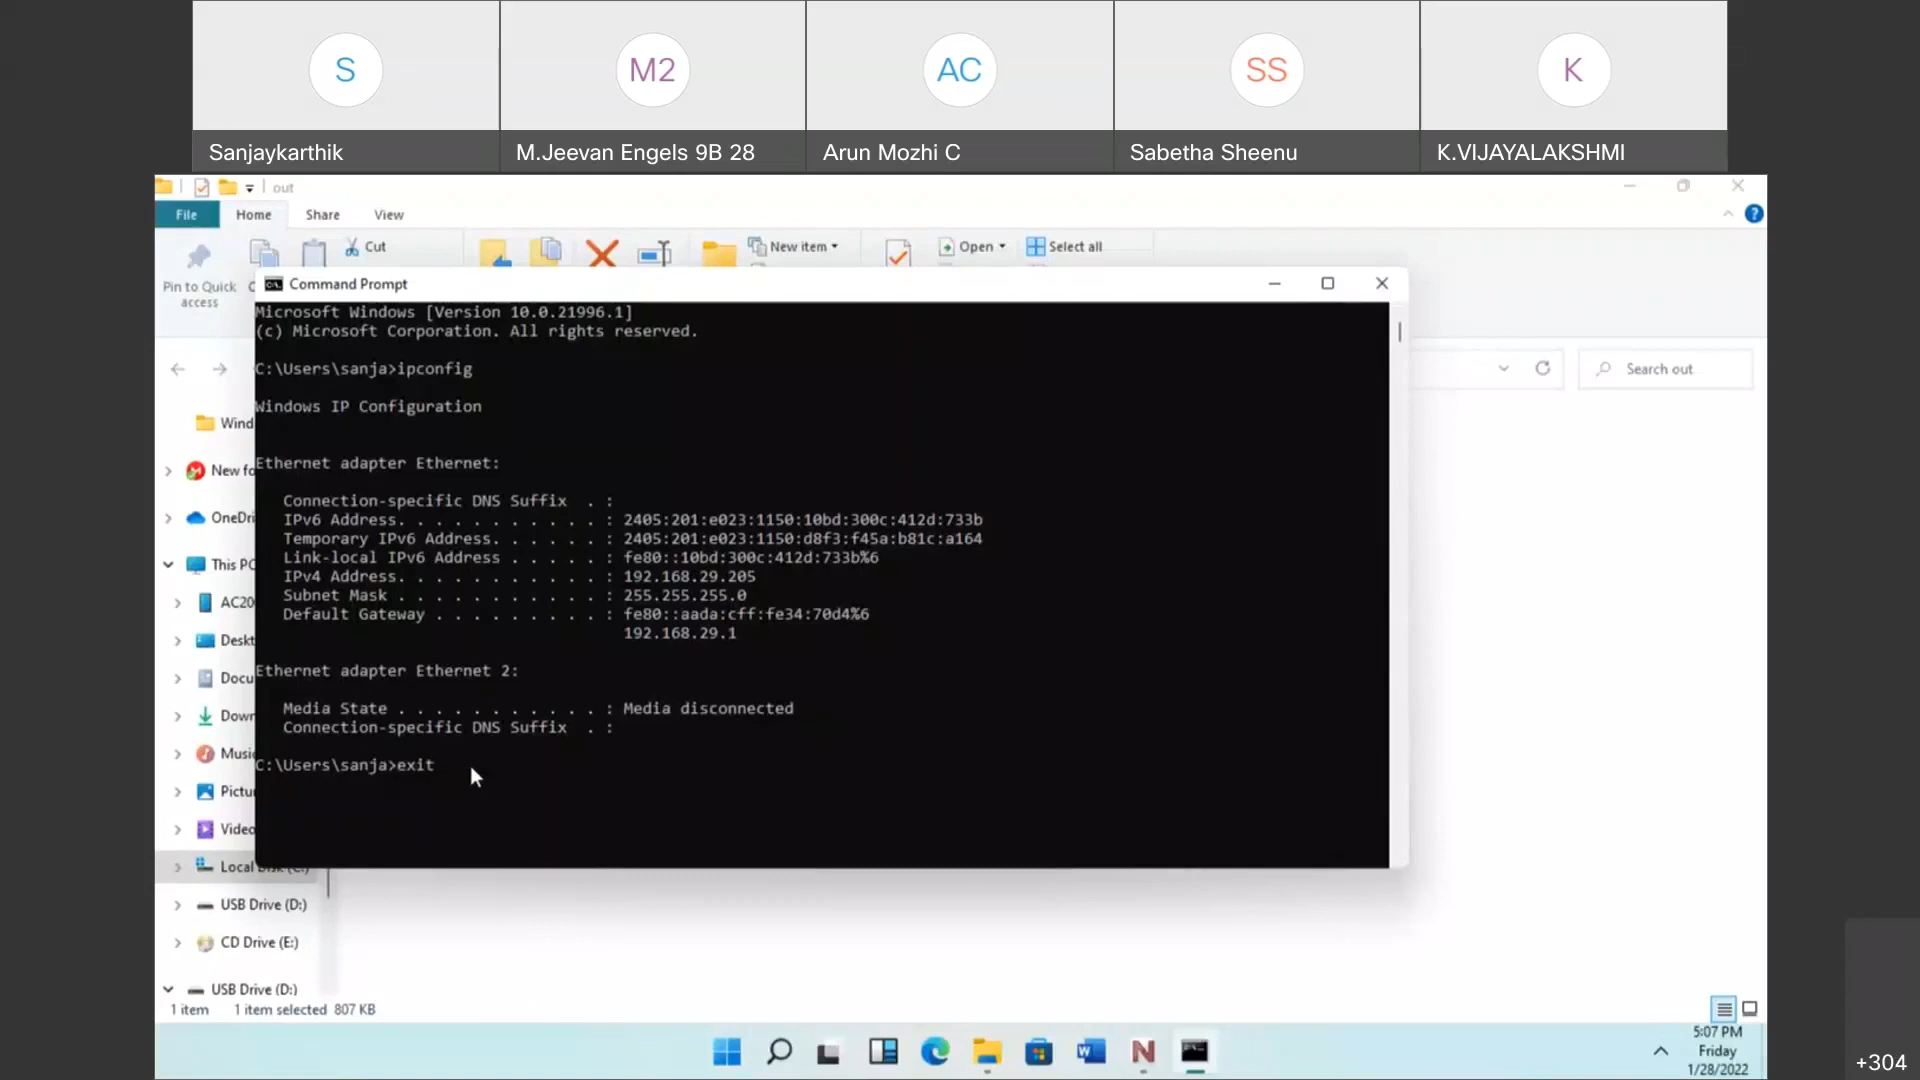 S
M2
AC
SS
K
Sanjaykarthik
M.Jeevan Engels 9B 28
Arun Mozhi C
Sabetha Sheenu
K.VIJAYALAKSHMI
out
File
Home
Share
View
Cut
New item
Open
Select all
Pin to Quick
access
Command Prompt
Microsoft Windows [Version 10.0.21996.1]
(c) Microsoft Corporation. All rights reserved.
C:\Users\sanja>ipconfig
Windows IP Configuration
Ethernet adapter Ethernet:
Connection-specific DNS Suffix  . :
IPv6 Address. . . . . . . . . . . : 2405:201:e023:1150:10bd:300c:412d:733b
Temporary IPv6 Address. . . . . . : 2405:201:e023:1150:d8f3:f45a:b81c:a164
Link-local IPv6 Address . . . . . : fe80::10bd:300c:412d:733b%6
IPv4 Address. . . . . . . . . . . : 192.168.29.205
Subnet Mask . . . . . . . . . . . : 255.255.255.0
Default Gateway . . . . . . . . . : fe80::aada:cff:fe34:70d4%6
192.168.29.1
Ethernet adapter Ethernet 2:
Media State . . . . . . . . . . . : Media disconnected
Connection-specific DNS Suffix  . :
C:\Users\sanja>exit
Search out
Wind
New fo
OneDri
This PC
AC20
Deskt
Docu
Down
Music
Pictu
Video
Local Disk (C:)
USB Drive (D:)
CD Drive (E:)
USB Drive (D:)
1 item
1 item selected 807 KB
5:07 PM
Friday
1/28/2022
+304